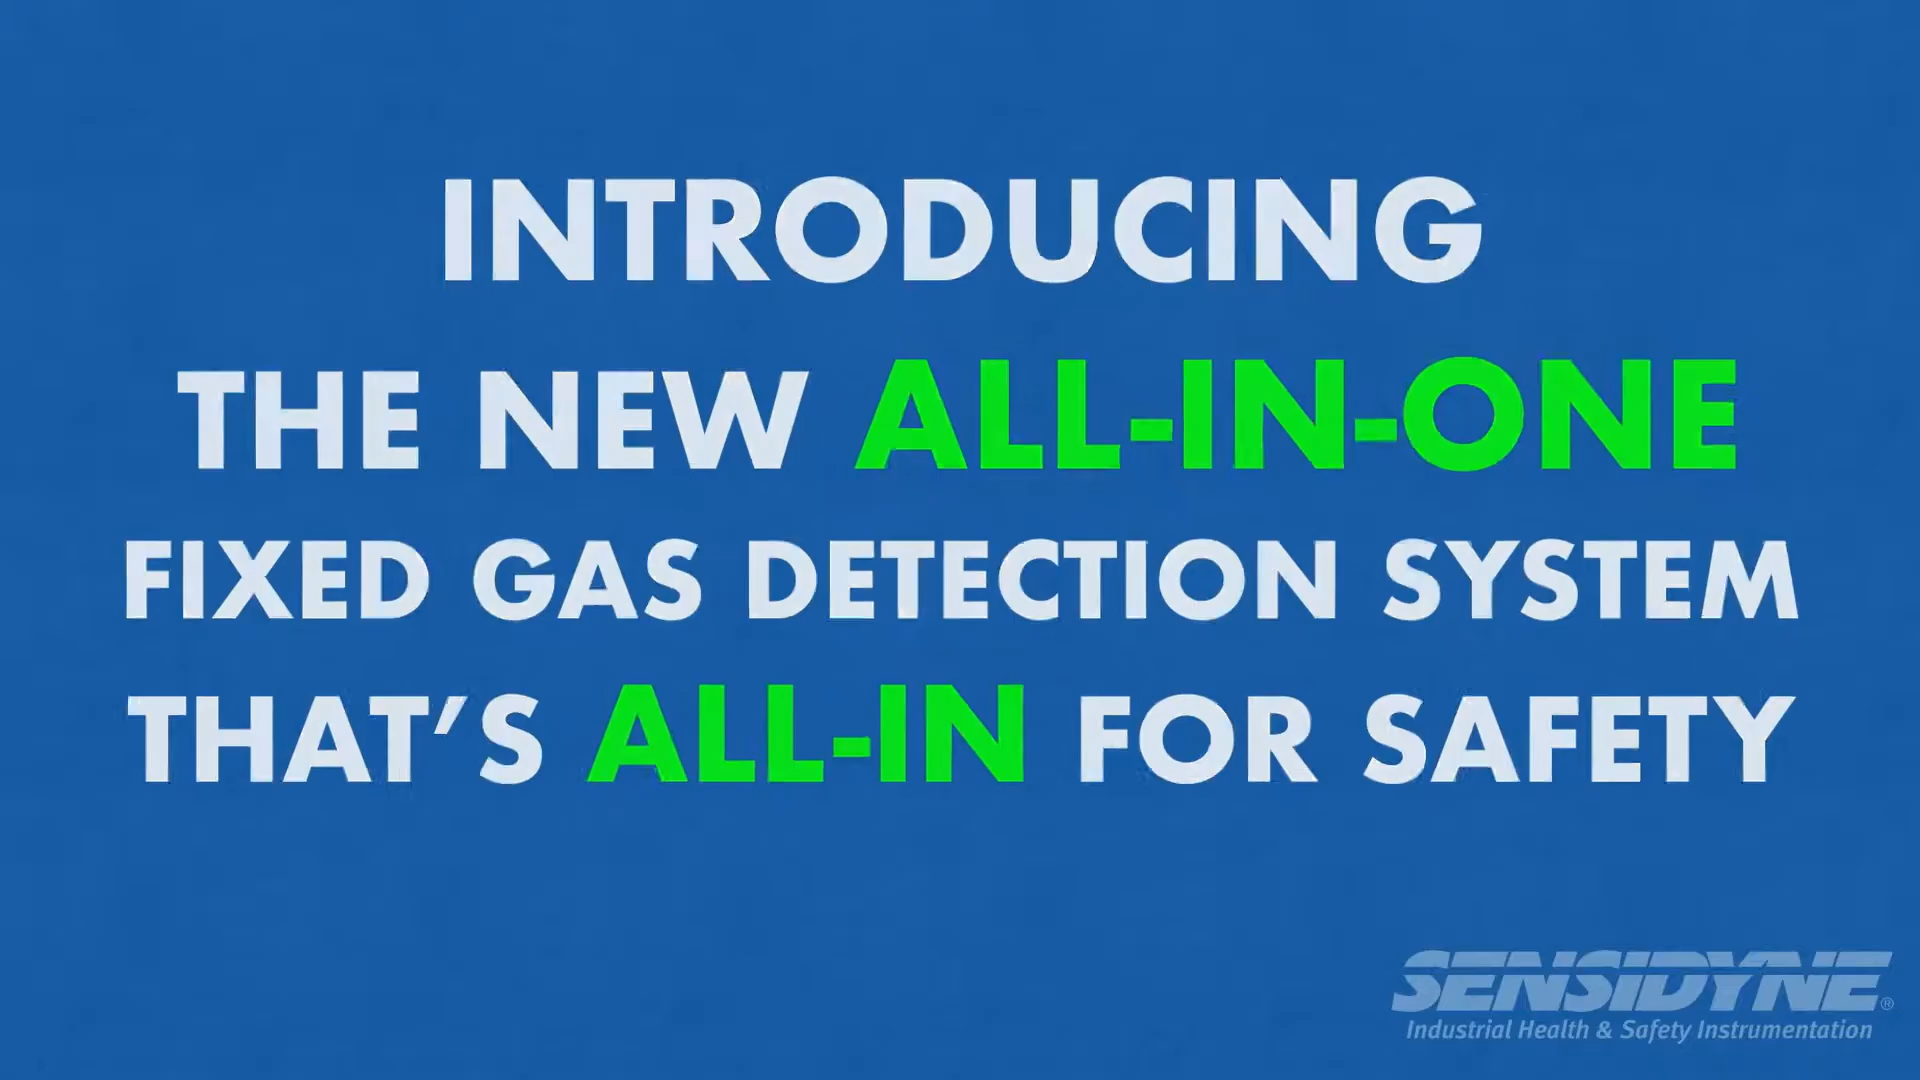 INTRODUCING
THE NEW ALL-IN-ONE
FIXED GAS DETECTION SYSTEM
THAT'S ALL-IN FOR SAFETY
SENSIDYNE®
Industrial Health & Safety Instrumentation